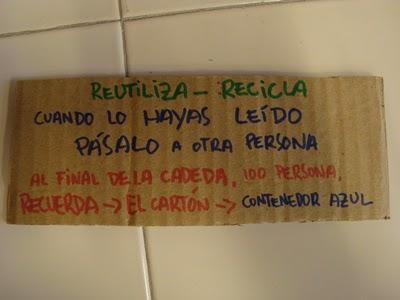 REUTILIZA - RECICLA
CUANDO LO HAYAS LEÍDO
PÁSALO A OTRA PERSONA
AL FINAL DE LA CADEDA, 100 PERSONA,
RECUERDA → EL CARTÓN → CONTENEDOR AZUL